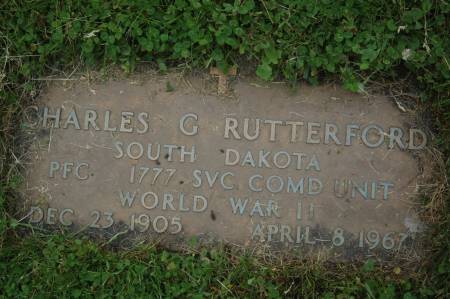 CHARLES G RUTTERFORD
SOUTH DAKOTA
PFC 1777 SVC COMD UNIT
WORLD WAR II
DEC 23 1905 APRIL 8 1967